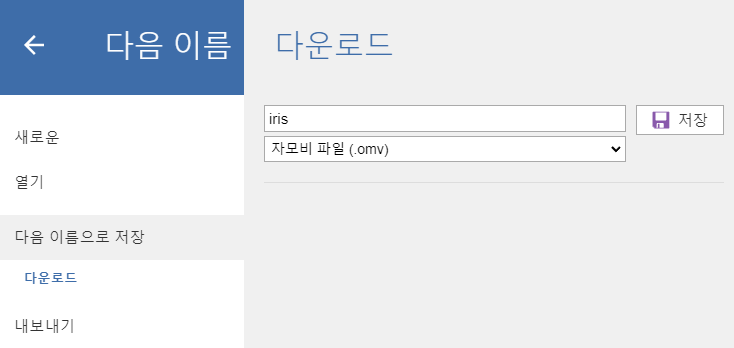 다음 이름
다운로드
새로운
열기
다음 이름으로 저장
다운로드
내보내기
iris
저장
자모비 파일 (.omv)